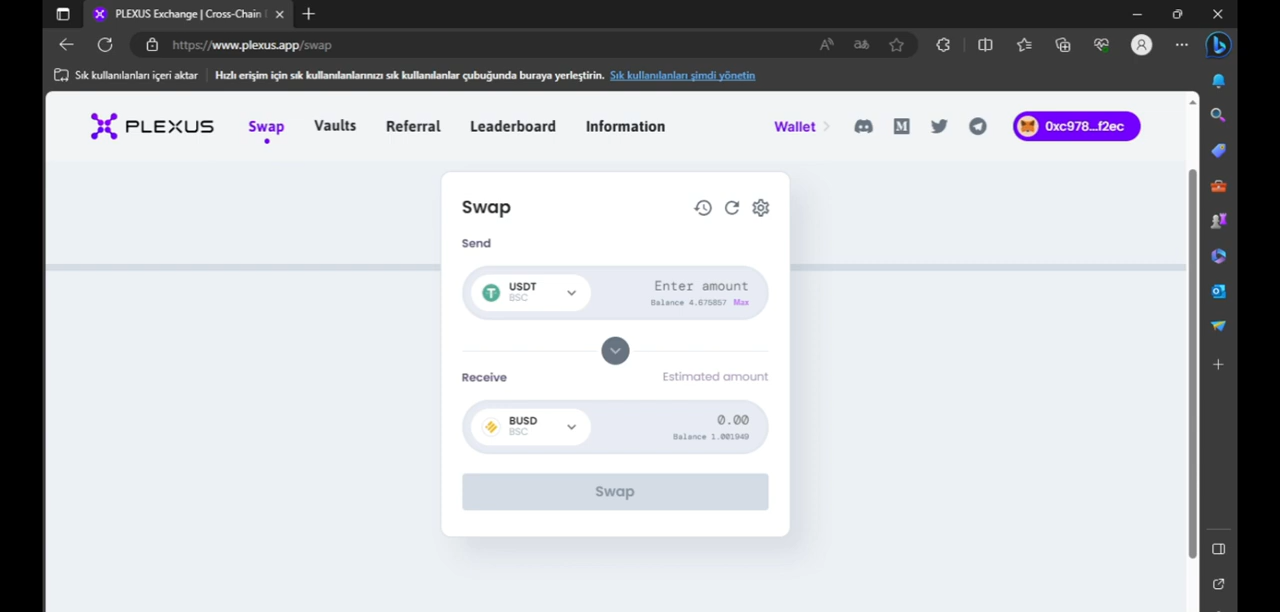 PLEXUS Exchange | Cross-Chain
https://www.plexus.app/swap
Sık kullanılanları içeri aktar
Hızlı erişim için sık kullanılanlarınızı sık kullanılanlar çubuğunda buraya yerleştirin. Sık kullanılanları şimdi yönetin
PLEXUS
Swap
Vaults
Referral
Leaderboard
Information
Wallet
0xc978...f2ec
Swap
Send
USDT
BSC
Enter amount
Balance 4.675857 Max
Receive
Estimated amount
BUSD
BSC
0.00
Balance 1.001949
Swap